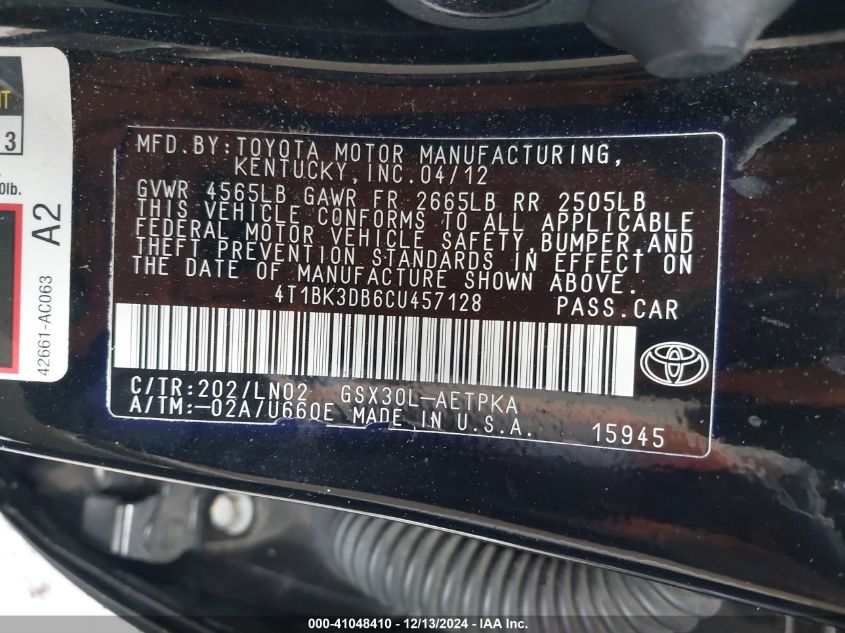 MFD.BY:TOYOTA MOTOR MANUFACTURING,
KENTUCKY, INC.04/12
GVWR 4565LB GAWR FR 2665LB RR 2505LB
THIS VEHICLE CONFORMS TO ALL APPLICABLE
FEDERAL MOTOR VEHICLE SAFETY,BUMPER,AND
THEFT PREVENTION STANDARDS IN EFFECT ON
THE DATE OF MANUFACTURE SHOWN ABOVE.
4T1BK3DB6CU457128 PASS.CAR
C/TR:202/LN02 GSX30L-AETPKA
A/TM:-02A/U660E MADE IN U.S.A. 15945
3
0lb.
A2
42661-AC063
000-41048410 - 12/13/2024 - IAA Inc.